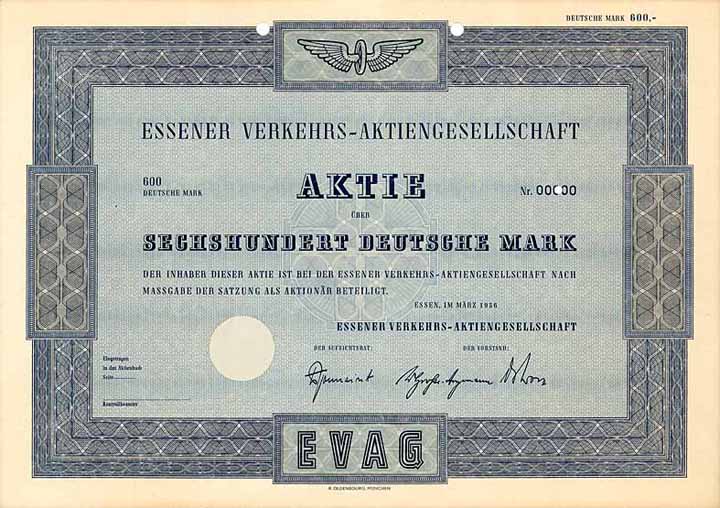 DEUTSCHE MARK 600,-
ESSENER VERKEHRS-AKTIENGESELLSCHAFT
600
DEUTSCHE MARK
AKTIE
Nr. 00000
ÜBER
SECHSHUNDERT DEUTSCHE MARK
DER INHABER DIESER AKTIE IST BEI DER ESSENER VERKEHRS-AKTIENGESELLSCHAFT NACH
MASSGABE DER SATZUNG ALS AKTIONÄR BETEILIGT.
ESSEN, IM MÄRZ 1956
ESSENER VERKEHRS-AKTIENGESELLSCHAFT
DER AUFSICHTSRAT:
DER VORSTAND:
Eingetragen
in das Aktienbuch
Seite
Kontrollbeamter
EVAG
R. OLDENBOURG, MÜNCHEN